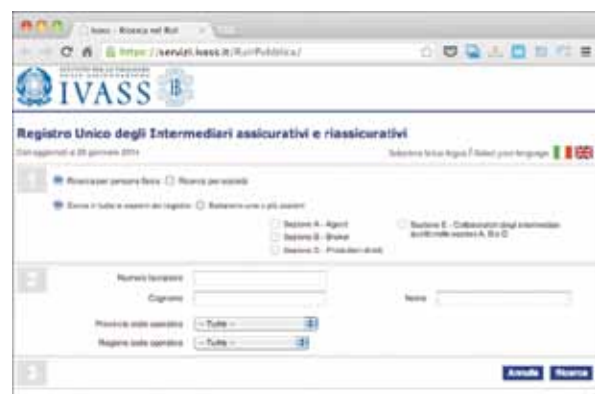 Ivass - Ricerca nel Rui
https://servizi.ivass.it/RuirPubblica/
IVASS
Registro Unico degli Intermediari assicurativi e riassicurativi
Dati aggiornati a 28 gennaio 2014
Seleziona la tua lingua / Select your language
1
Ricerca per persona fisica Ricerca per società
Cerca in tutte le sezioni del registro Seleziona una o più sezioni
Sezione A - Agenti
Sezione B - Broker
Sezione C - Produttori diretti
Sezione E - Collaboratori degli intermediari iscritti nelle sezioni A, B e D
2
Numero Iscrizione
Cognome
Nome
Provincia sede operativa -- Tutte --
Regione sede operativa -- Tutte --
3
Annulla Ricerca